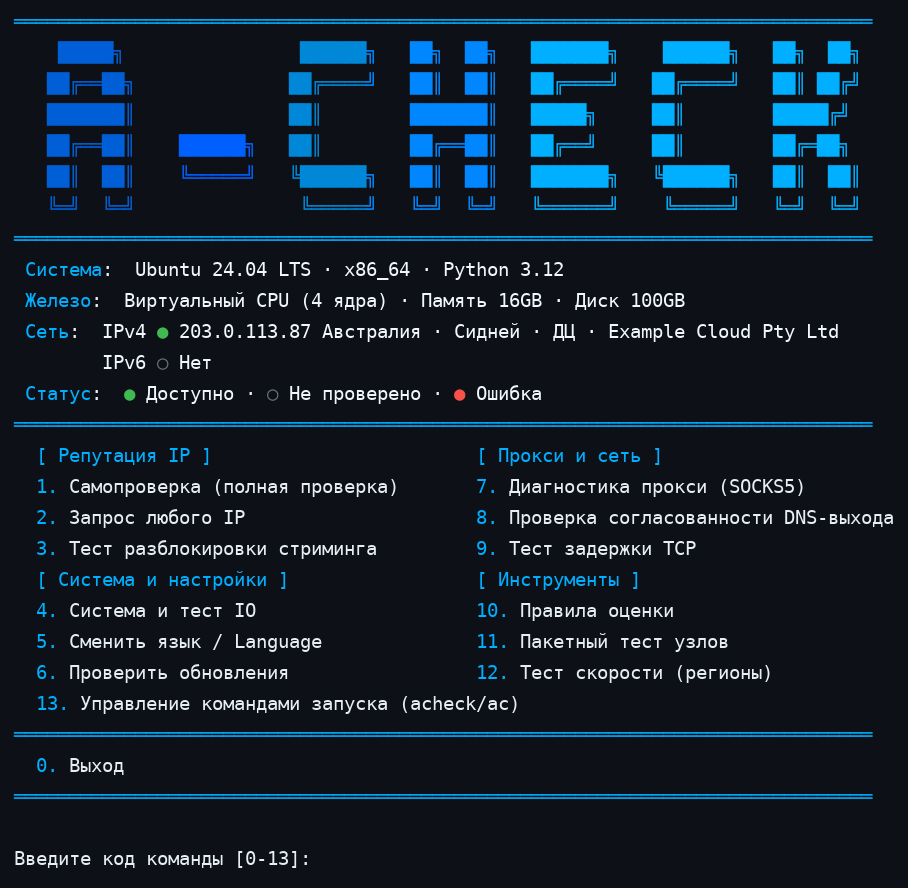 A-CHECK
Система: Ubuntu 24.04 LTS · x86_64 · Python 3.12
Железо: Виртуальный CPU (4 ядра) · Память 16GB · Диск 100GB
Сеть: IPv4 ● 203.0.113.87 Австралия · Сидней · ДЦ · Example Cloud Pty Ltd
IPv6 ○ Нет
Статус: ● Доступно · ○ Не проверено · ● Ошибка
[ Репутация IP ] [ Прокси и сеть ]
1. Самопроверка (полная проверка) 7. Диагностика прокси (SOCKS5)
2. Запрос любого IP 8. Проверка согласованности DNS-выхода
3. Тест разблокировки стриминга 9. Тест задержки TCP
[ Система и настройки ] [ Инструменты ]
4. Система и тест IO 10. Правила оценки
5. Сменить язык / Language 11. Пакетный тест узлов
6. Проверить обновления 12. Тест скорости (регионы)
13. Управление командами запуска (acheck/ac)
0. Выход
Введите код команды [0-13]: